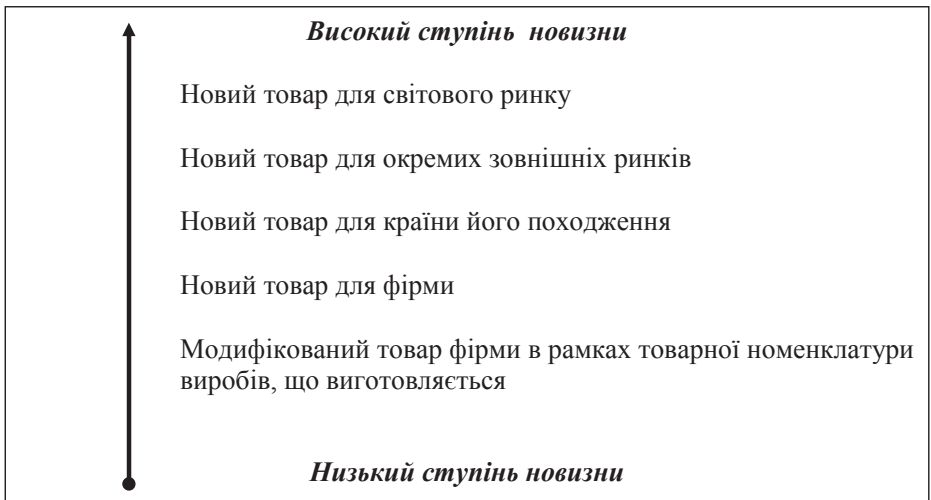 Високий ступінь новизни
Новий товар для світового ринку
Новий товар для окремих зовнішніх ринків
Новий товар для країни його походження
Новий товар для фірми
Модифікований товар фірми в рамках товарної номенклатури
виробів, що виготовляється
Низький ступінь новизни